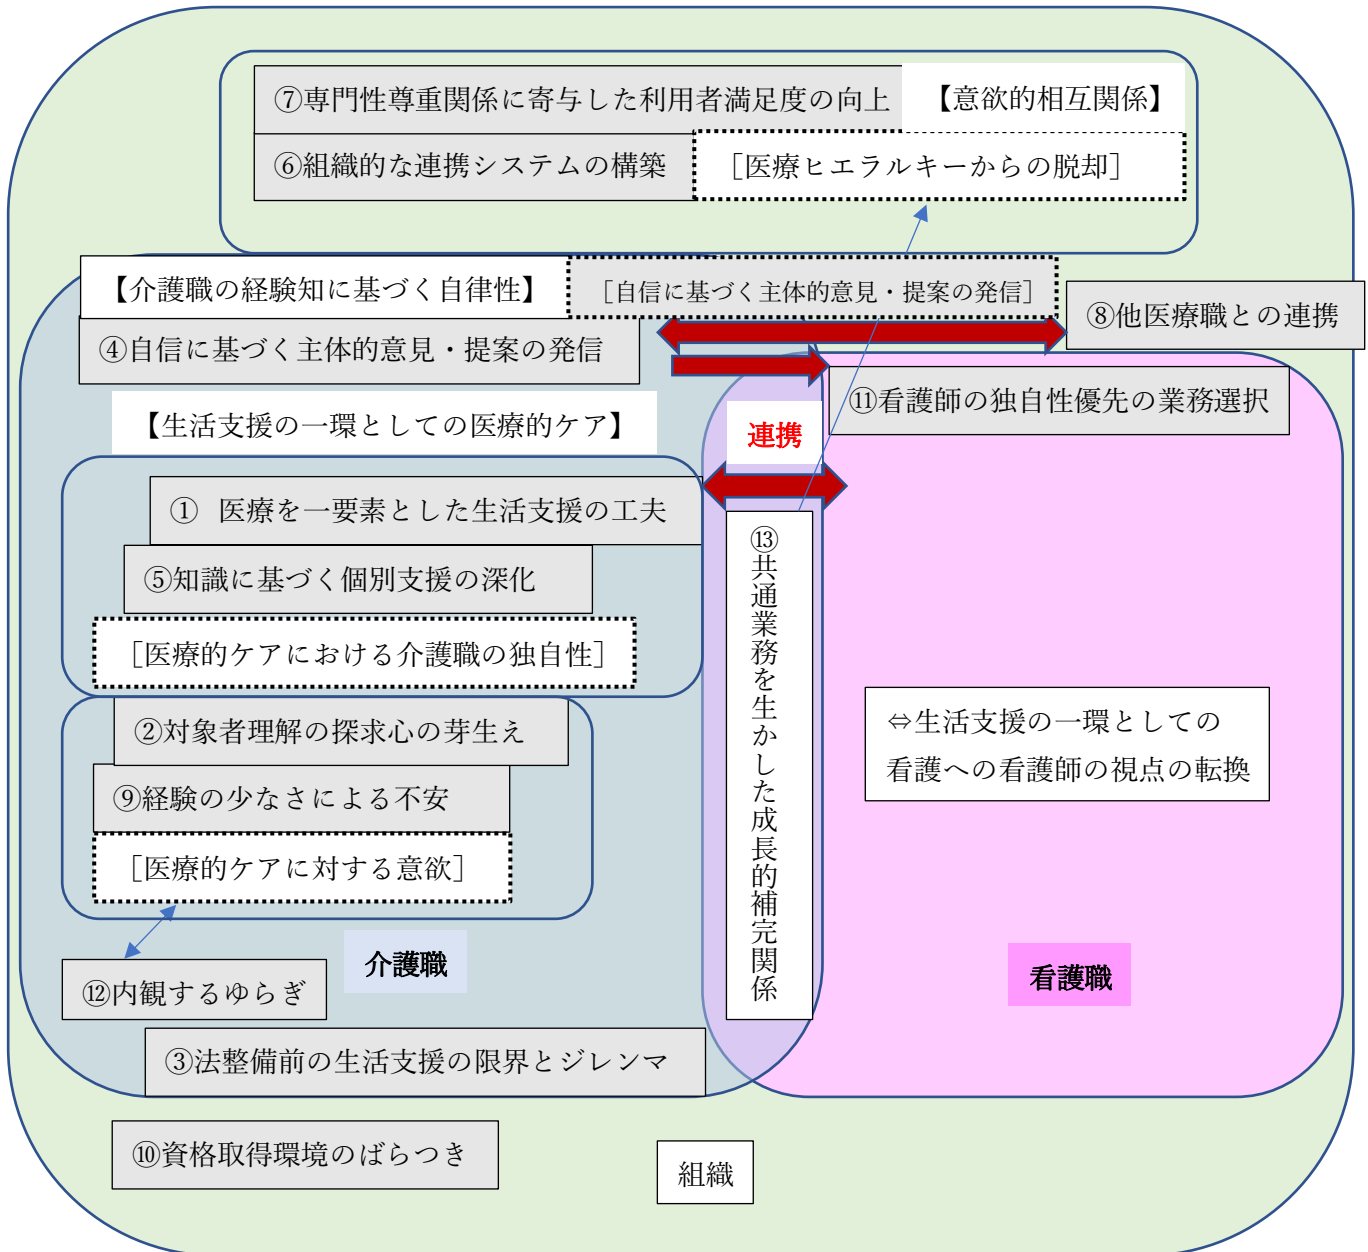 ⑦専門性尊重関係に寄与した利用者満足度の向上
【意欲的相互関係】
⑥組織的な連携システムの構築
［医療ヒエラルキーからの脱却］
【介護職の経験知に基づく自律性】
［自信に基づく主体的意見・提案の発信］
⑧他医療職との連携
④自信に基づく主体的意見・提案の発信
⑪看護師の独自性優先の業務選択
【生活支援の一環としての医療的ケア】
連携
① 医療を一要素とした生活支援の工夫
⑤知識に基づく個別支援の深化
［医療的ケアにおける介護職の独自性］
⑬共通業務を生かした成長的補完関係
②対象者理解の探求心の芽生え
⇔生活支援の一環としての
看護への看護師の視点の転換
⑨経験の少なさによる不安
［医療的ケアに対する意欲］
介護職
看護職
⑫内観するゆらぎ
③法整備前の生活支援の限界とジレンマ
⑩資格取得環境のばらつき
組織